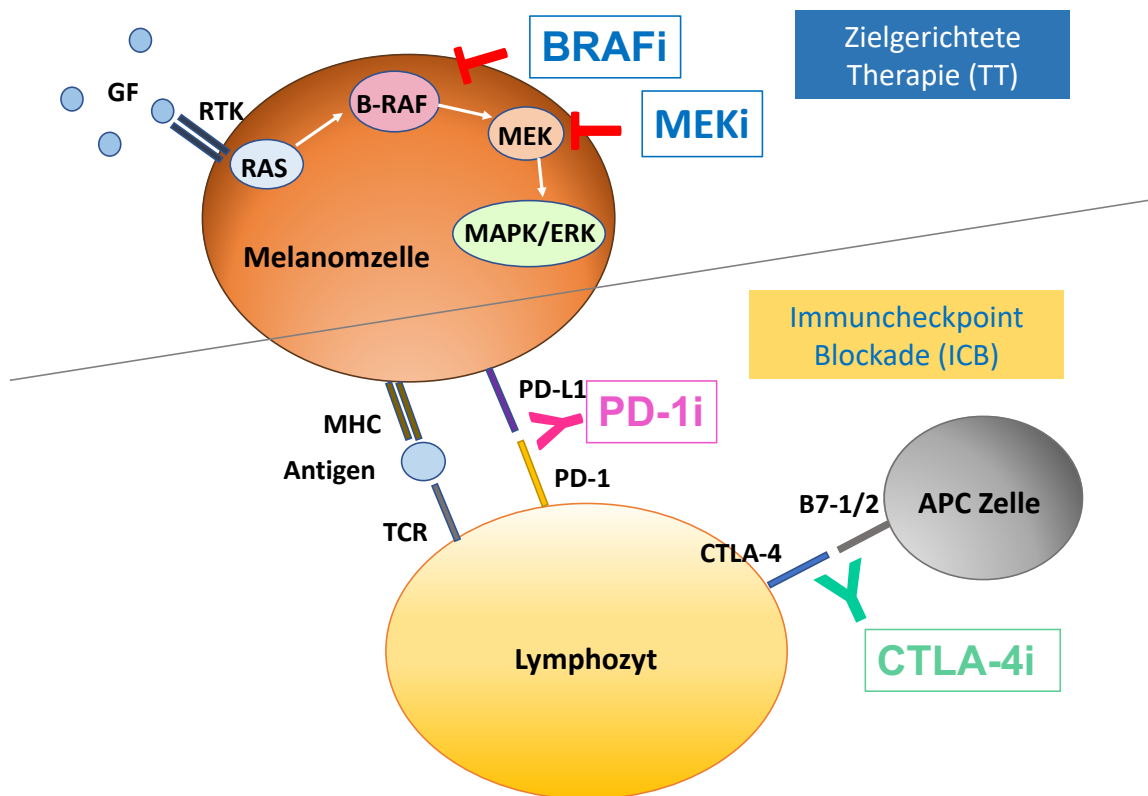 BRAFi
Zielgerichtete
Therapie (TT)
GF
RTK
B-RAF
MEKi
MEK
RAS
MAPK/ERK
Melanomzelle
Immuncheckpoint
Blockade (ICB)
PD-L1
PD-1i
MHC
Antigen
PD-1
B7-1/2
APC Zelle
TCR
CTLA-4
Lymphozyt
CTLA-4i